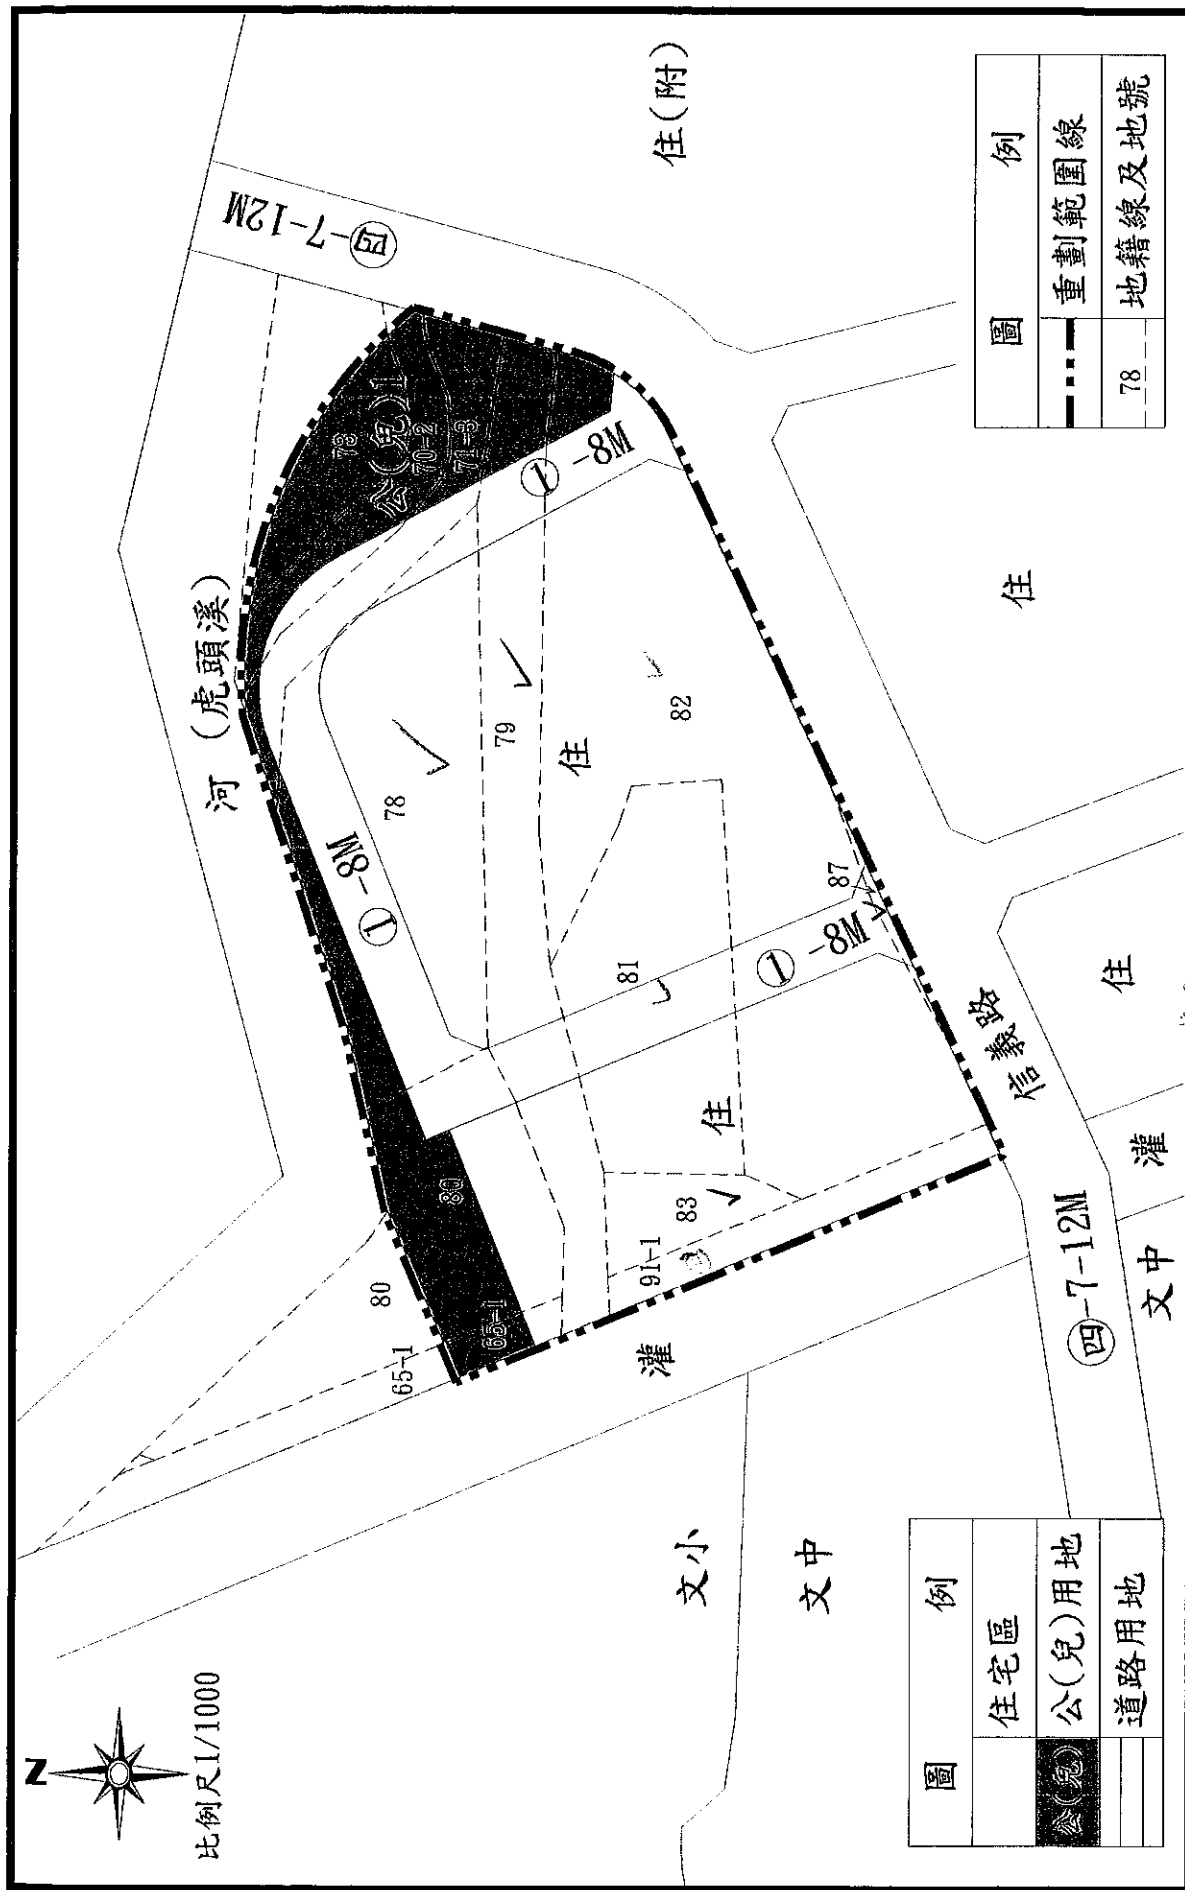 N
比例尺1/1000
河 (虎頭溪)
四-7-12M
住(附)
73
公(兒)1
70-2
71-3
①-8M
①-8M
78
79
住
82
80
65-1
80
65-1
81
①-8M
87
住
83
91-1
灌
信義路
住
住
灌
四-7-12M
文中
文小
文中
圖 例
重劃範圍線
78 地籍線及地號
圖 例
住宅區
公(兒) 公(兒)用地
道路用地